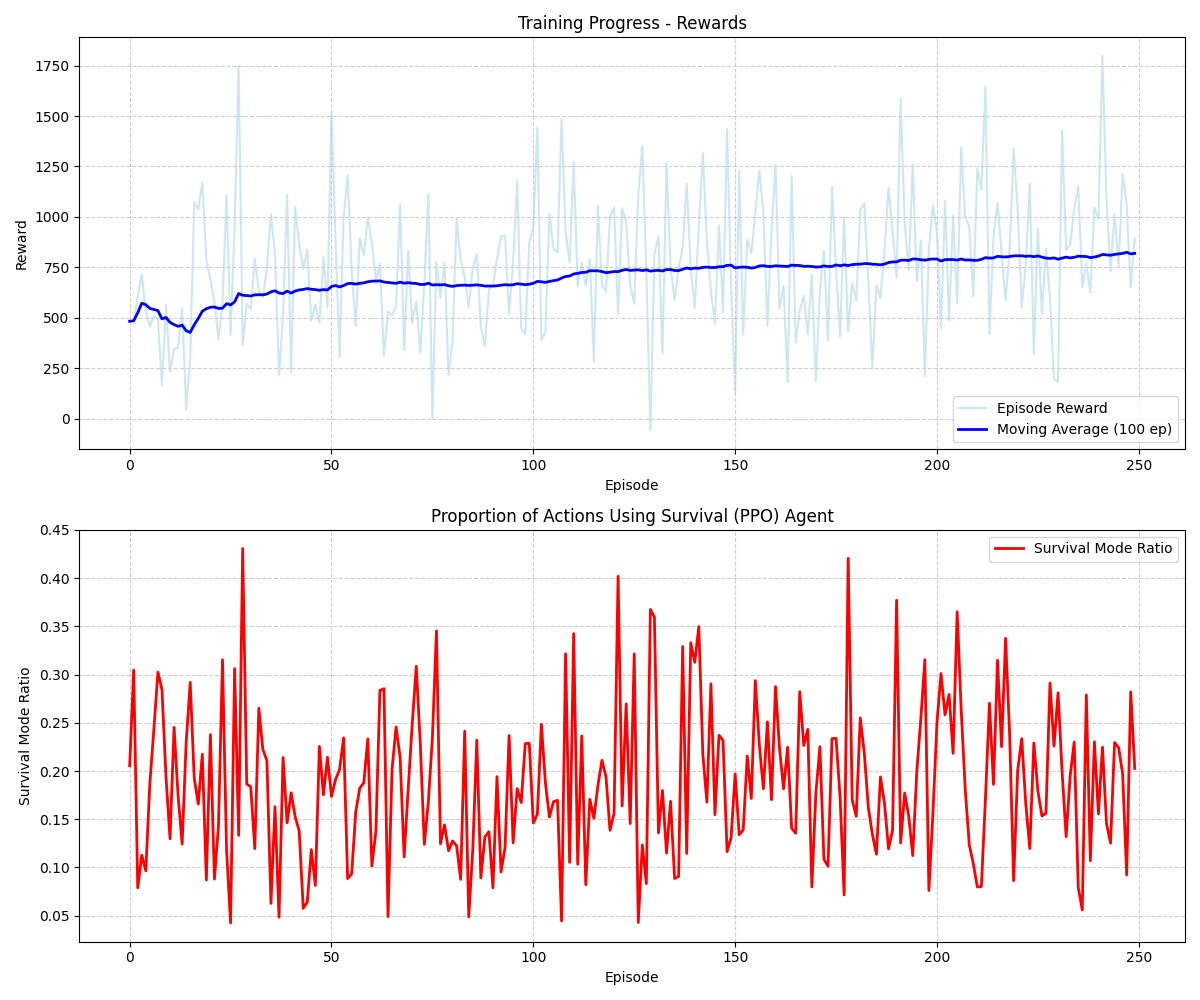 Training Progress - Rewards
1750
1500
1250
1000
750
500
250
0
Reward
Episode Reward
Moving Average (100 ep)
0 50 100 150 200 250
Episode
Proportion of Actions Using Survival (PPO) Agent
0.45
0.40
0.35
0.30
0.25
0.20
0.15
0.10
0.05
Survival Mode Ratio
Survival Mode Ratio
0 50 100 150 200 250
Episode